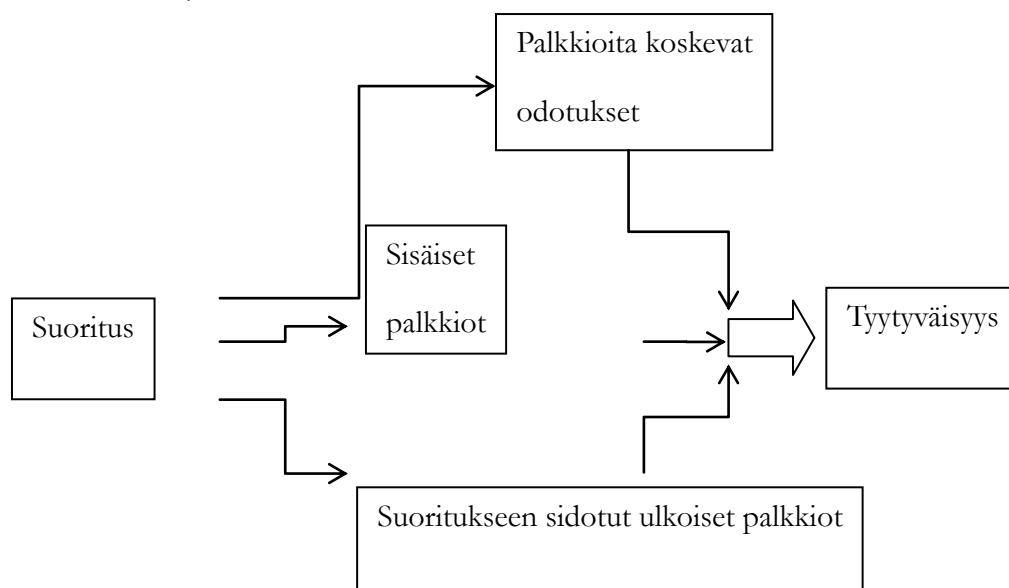 Palkkioita koskevat
odotukset
Sisäiset
palkkiot
Suoritus
Tyytyväisyys
Suoritukseen sidotut ulkoiset palkkiot